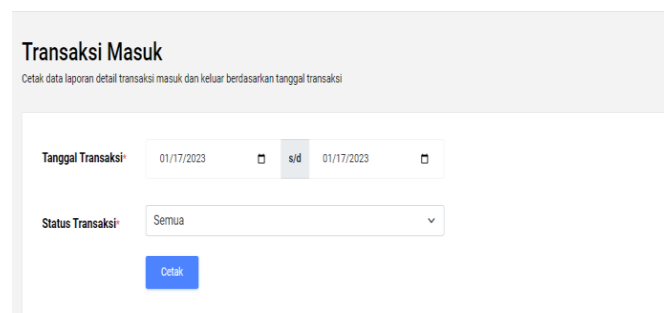 Transaksi Masuk
Cetak data laporan detail transaksi masuk dan keluar berdasarkan tanggal transaksi
Tanggal Transaksi* 01/17/2023 s/d 01/17/2023
Status Transaksi* Semua
Cetak